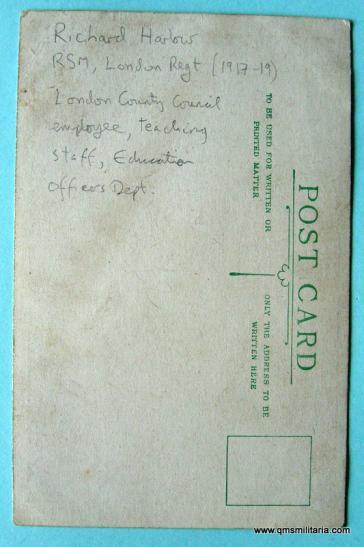 Richard Harlow
RSM, London Regt (1917-19)
London County Council
employee, teaching
staff, Education
Officers Dept.
POST CARD
TO BE USED FOR WRITTEN OR
PRINTED MATTER
ONLY THE ADDRESS TO BE
WRITTEN HERE
www.qmsmilitaria.com